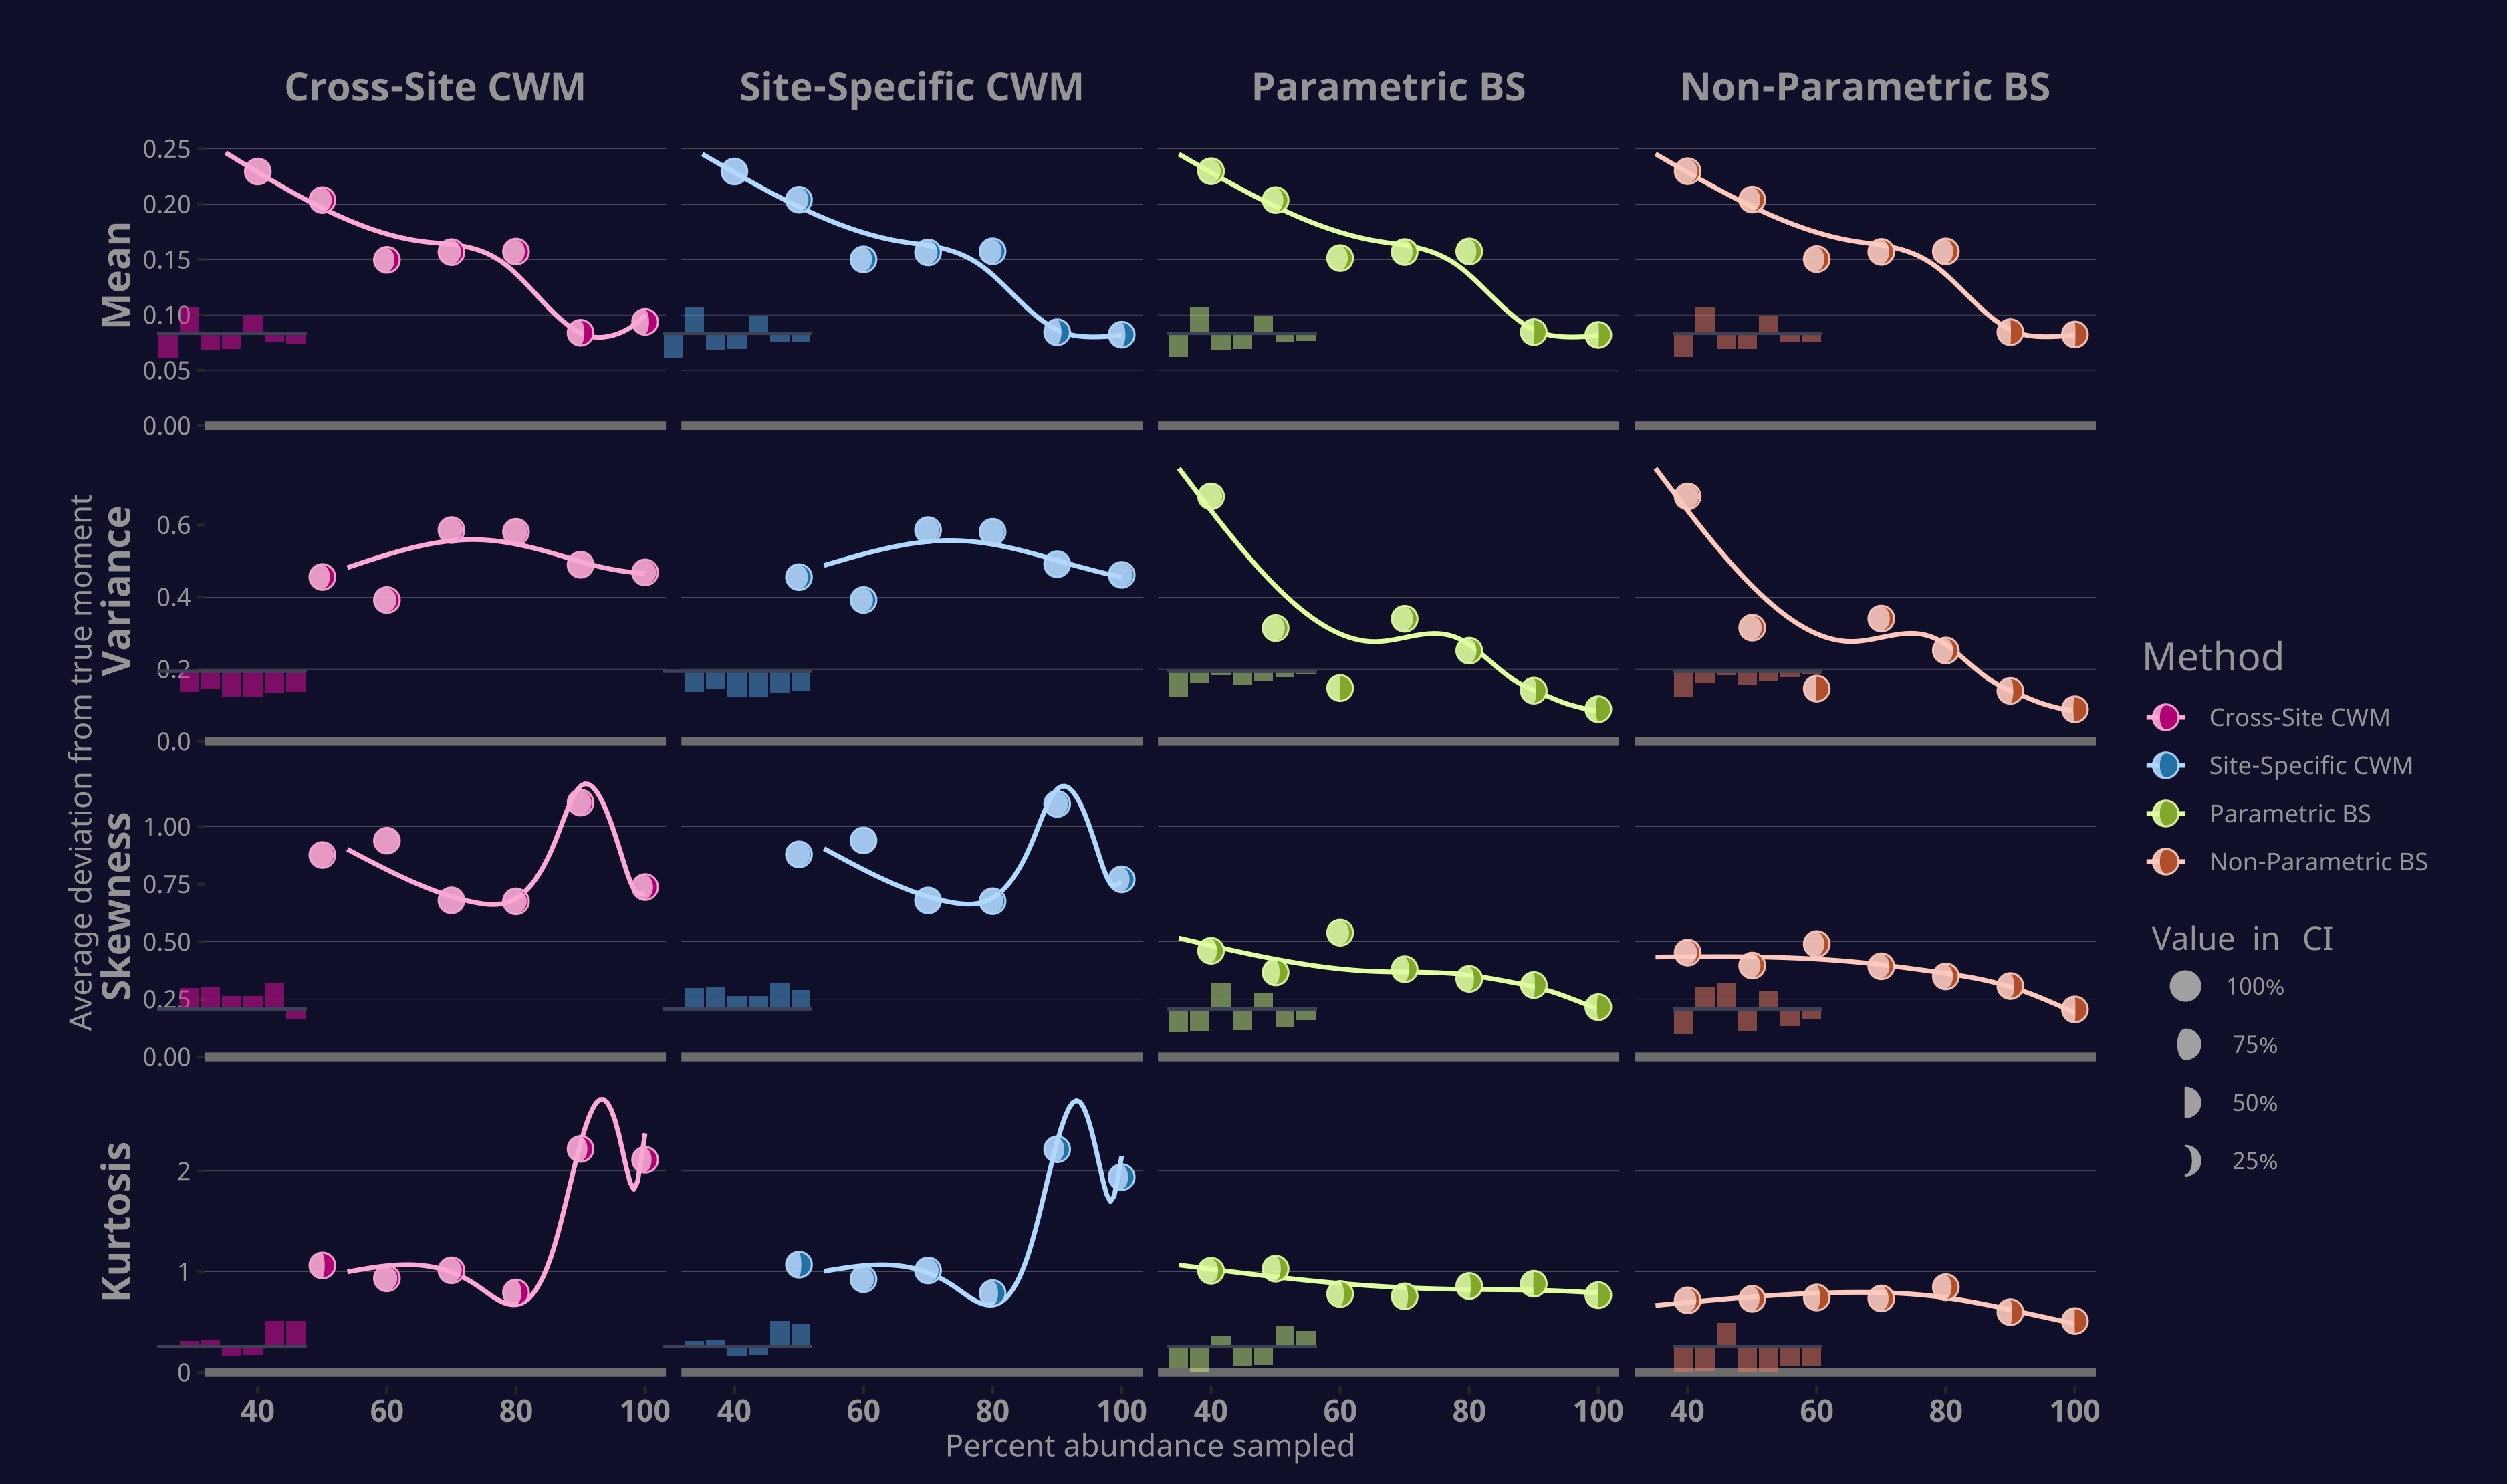 Cross-Site CWM Site-Specific CWM Parametric BS Non-Parametric BS
Average deviation from true moment
Mean
0.25
0.20
0.15
0.10
0.05
0.00
Variance
0.6
0.4
0.2
0.0
Skewness
1.00
0.75
0.50
0.25
0.00
Kurtosis
2
1
0
40 60 80 100 40 60 80 100 40 60 80 100 40 60 80 100
Percent abundance sampled
Method
Cross-Site CWM
Site-Specific CWM
Parametric BS
Non-Parametric BS
Value in CI
100%
75%
50%
25%